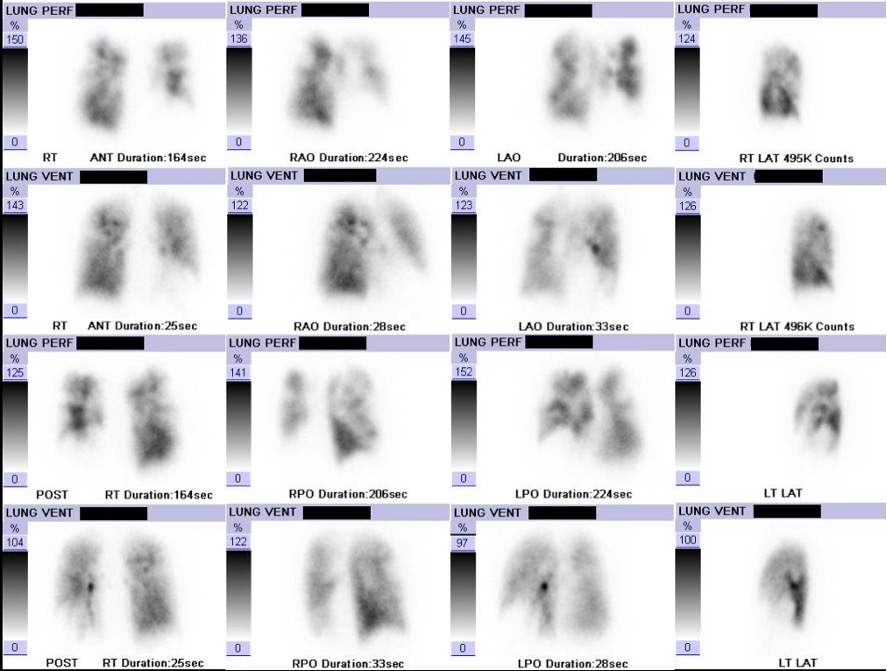 LUNG PERF
%
150
0
RT ANT Duration:164sec
LUNG PERF
%
136
0
RAO Duration:224sec
LUNG PERF
%
145
0
LAO Duration:206sec
LUNG PERF
%
124
0
RT LAT 495K Counts
LUNG VENT
%
143
0
RT ANT Duration:25sec
LUNG VENT
%
122
0
RAO Duration:28sec
LUNG VENT
%
123
0
LAO Duration:33sec
LUNG VENT
%
126
0
RT LAT 496K Counts
LUNG PERF
%
125
0
POST RT Duration:164sec
LUNG PERF
%
141
0
RPO Duration:206sec
LUNG PERF
%
152
0
LPO Duration:224sec
LUNG PERF
%
126
0
LT LAT
LUNG VENT
%
104
0
POST RT Duration:25sec
LUNG VENT
%
122
0
RPO Duration:33sec
LUNG VENT
%
97
0
LPO Duration:28sec
LUNG VENT
%
100
0
LT LAT